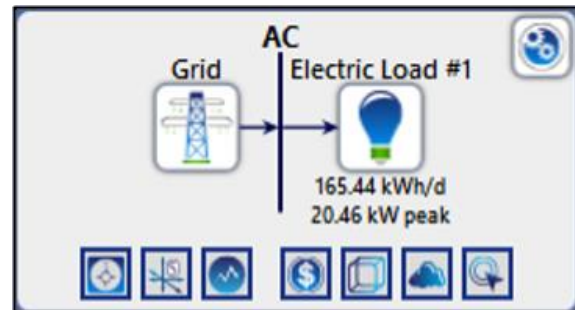 AC
Grid
Electric Load #1
165.44 kWh/d
20.46 kW peak
$